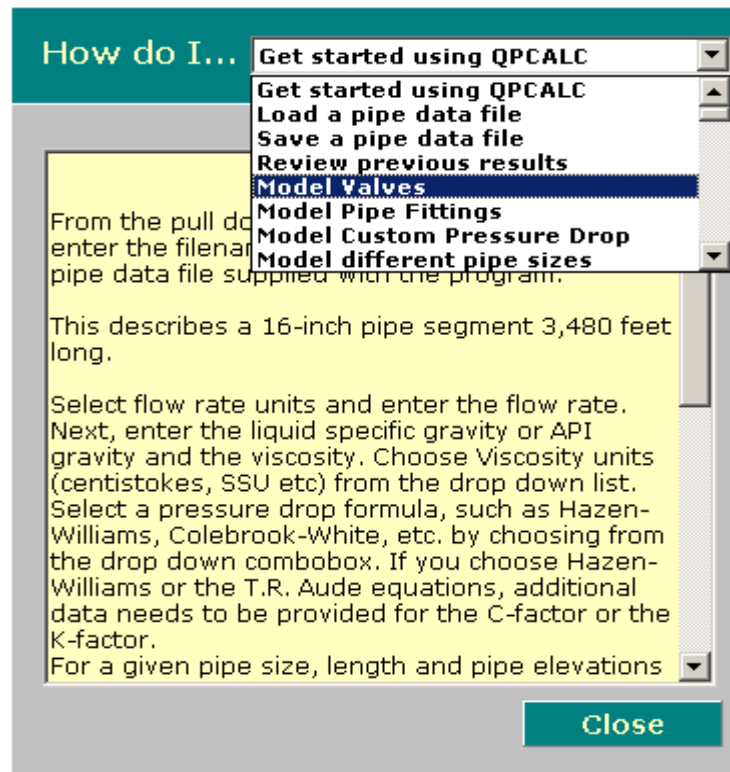 How do I...
Get started using QPCALC
Get started using QPCALC
Load a pipe data file
Save a pipe data file
Review previous results
Model Valves
Model Pipe Fittings
Model Custom Pressure Drop
Model different pipe sizes
From the pull do
enter the filena
pipe data file supplied with the program.
This describes a 16-inch pipe segment 3,480 feet
long.
Select flow rate units and enter the flow rate.
Next, enter the liquid specific gravity or API
gravity and the viscosity. Choose Viscosity units
(centistokes, SSU etc) from the drop down list.
Select a pressure drop formula, such as Hazen-
Williams, Colebrook-White, etc. by choosing from
the drop down combobox. If you choose Hazen-
Williams or the T.R. Aude equations, additional
data needs to be provided for the C-factor or the
K-factor.
For a given pipe size, length and pipe elevations
Close